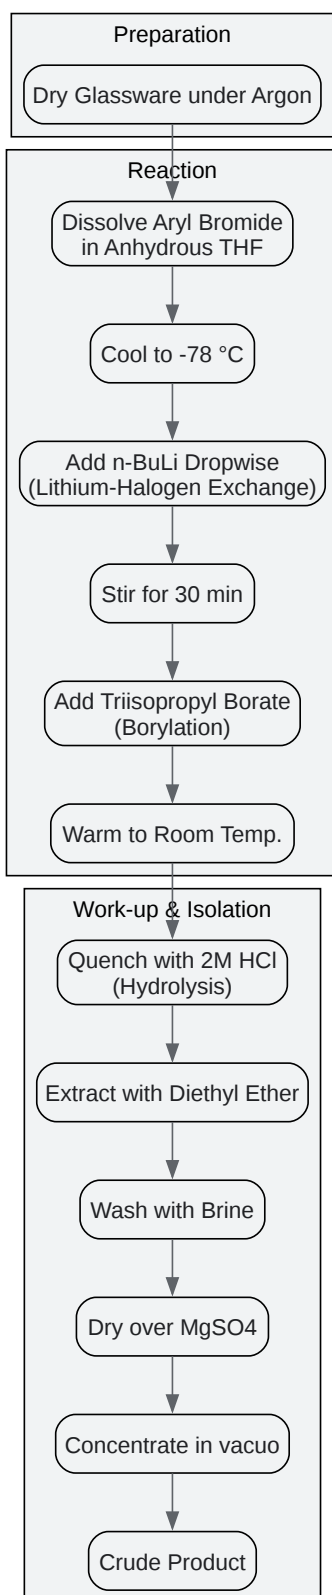 Preparation
Dry Glassware under Argon
Reaction
Dissolve Aryl Bromide
in Anhydrous THF
Cool to -78 °C
Add n-BuLi Dropwise
(Lithium-Halogen Exchange)
Stir for 30 min
Add Triisopropyl Borate
(Borylation)
Warm to Room Temp.
Work-up & Isolation
Quench with 2M HCl
(Hydrolysis)
Extract with Diethyl Ether
Wash with Brine
Dry over MgSO4
Concentrate in vacuo
Crude Product